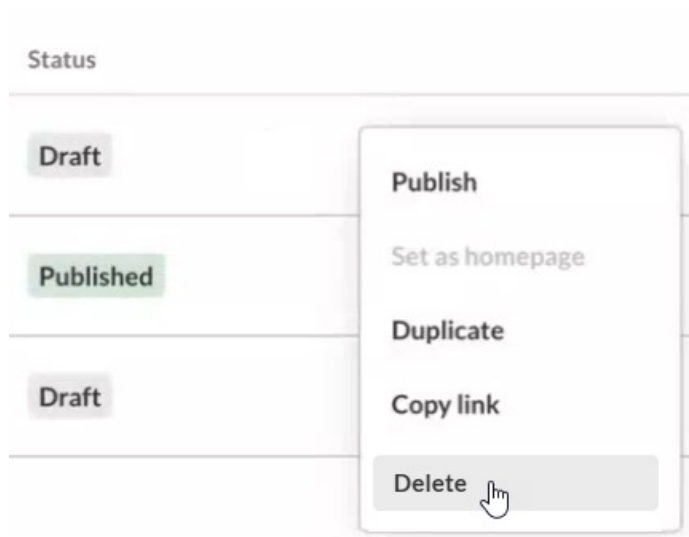 Status
Draft
Publish
Set as homepage
Published
Duplicate
Draft
Copy link
Delete